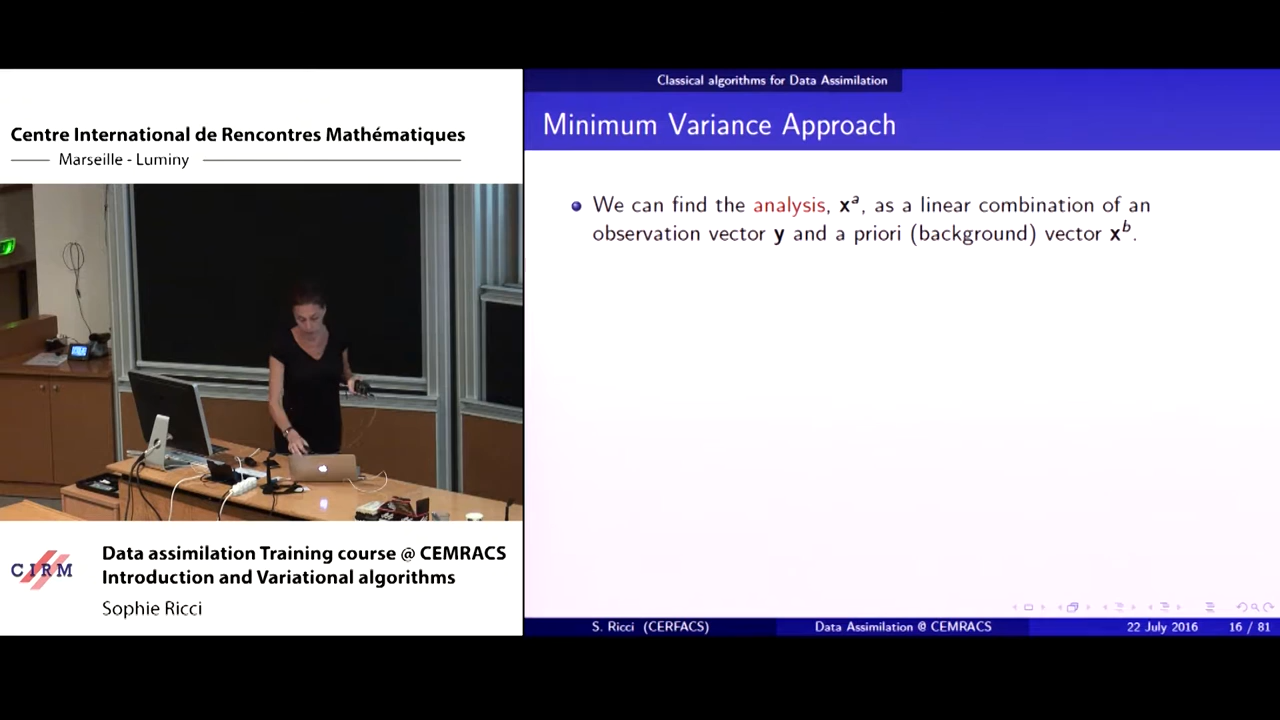 Centre International de Rencontres Mathématiques
Marseille - Luminy
CIRM
Data assimilation Training course @ CEMRACS
Introduction and Variational algorithms
Sophie Ricci
Classical algorithms for Data Assimilation
Minimum Variance Approach
We can find the analysis, xᵃ, as a linear combination of an
observation vector y and a priori (background) vector xᵇ.
S. Ricci (CERFACS)
Data Assimilation @ CEMRACS
22 July 2016
16 / 81